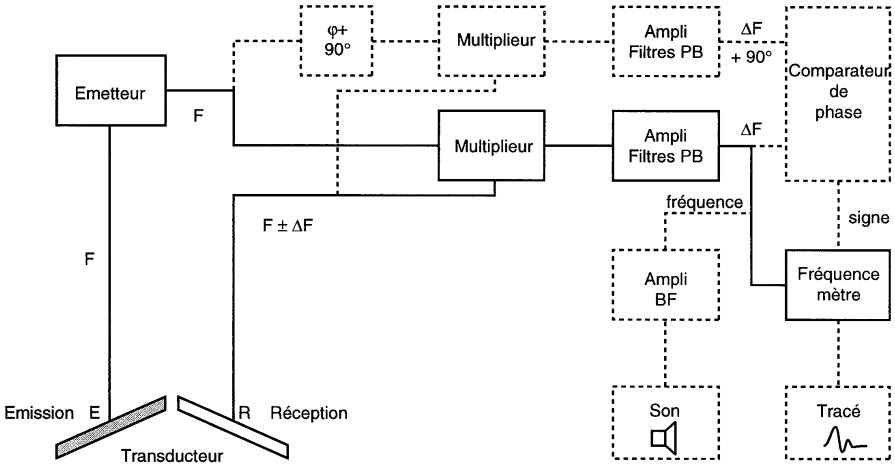 φ+
90°
Multiplieur
Ampli
Filtres PB
ΔF
+ 90°
Comparateur
de
phase
Emetteur
F
Multiplieur
Ampli
Filtres PB
ΔF
fréquence
signe
F ± ΔF
F
Ampli
BF
Fréquence
mètre
Emission E
R Réception
Transducteur
Son
Tracé